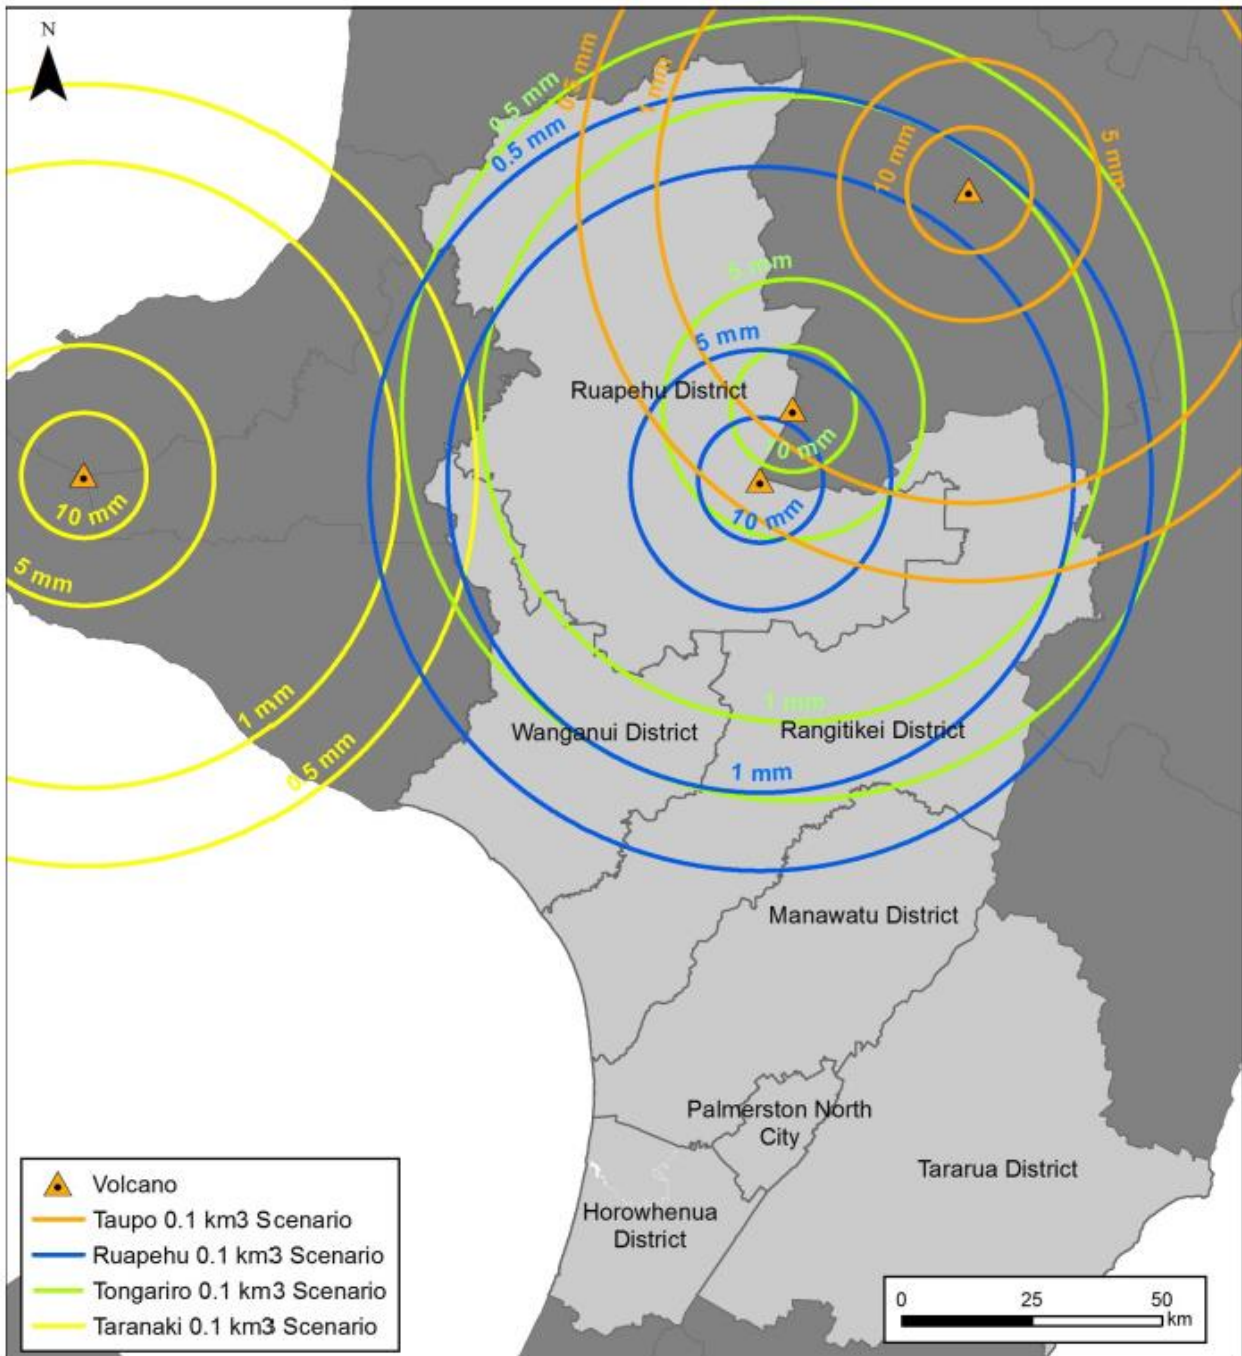 N
0.5 mm
0.5 mm
1 mm
0.5 mm
10 mm
5 mm
5 mm
5 mm
Ruapehu District
0 mm
10 mm
10 mm
5 mm
1 mm
0.5 mm
1 mm
Wanganui District
Rangitikei District
1 mm
Manawatu District
Palmerston North
City
Tararua District
Horowhenua
District
Volcano
Taupo 0.1 km3 Scenario
Ruapehu 0.1 km3 Scenario
Tongariro 0.1 km3 Scenario
Taranaki 0.1 km3 Scenario
0 25 50
km